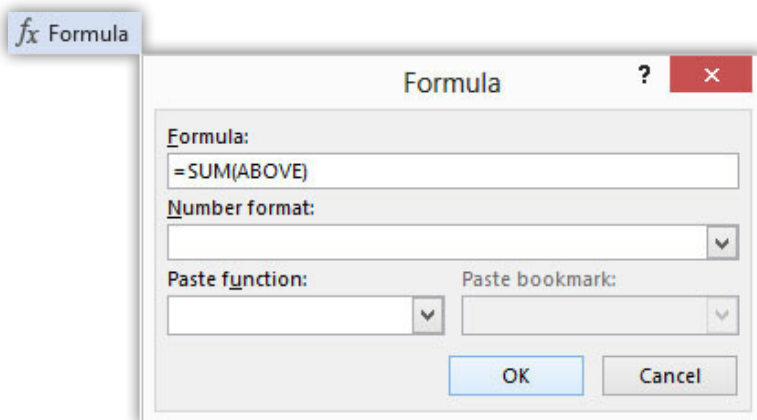 fx Formula
Formula ? ×
Formula:
=SUM(ABOVE)
Number format:
Paste function: Paste bookmark:
OK Cancel